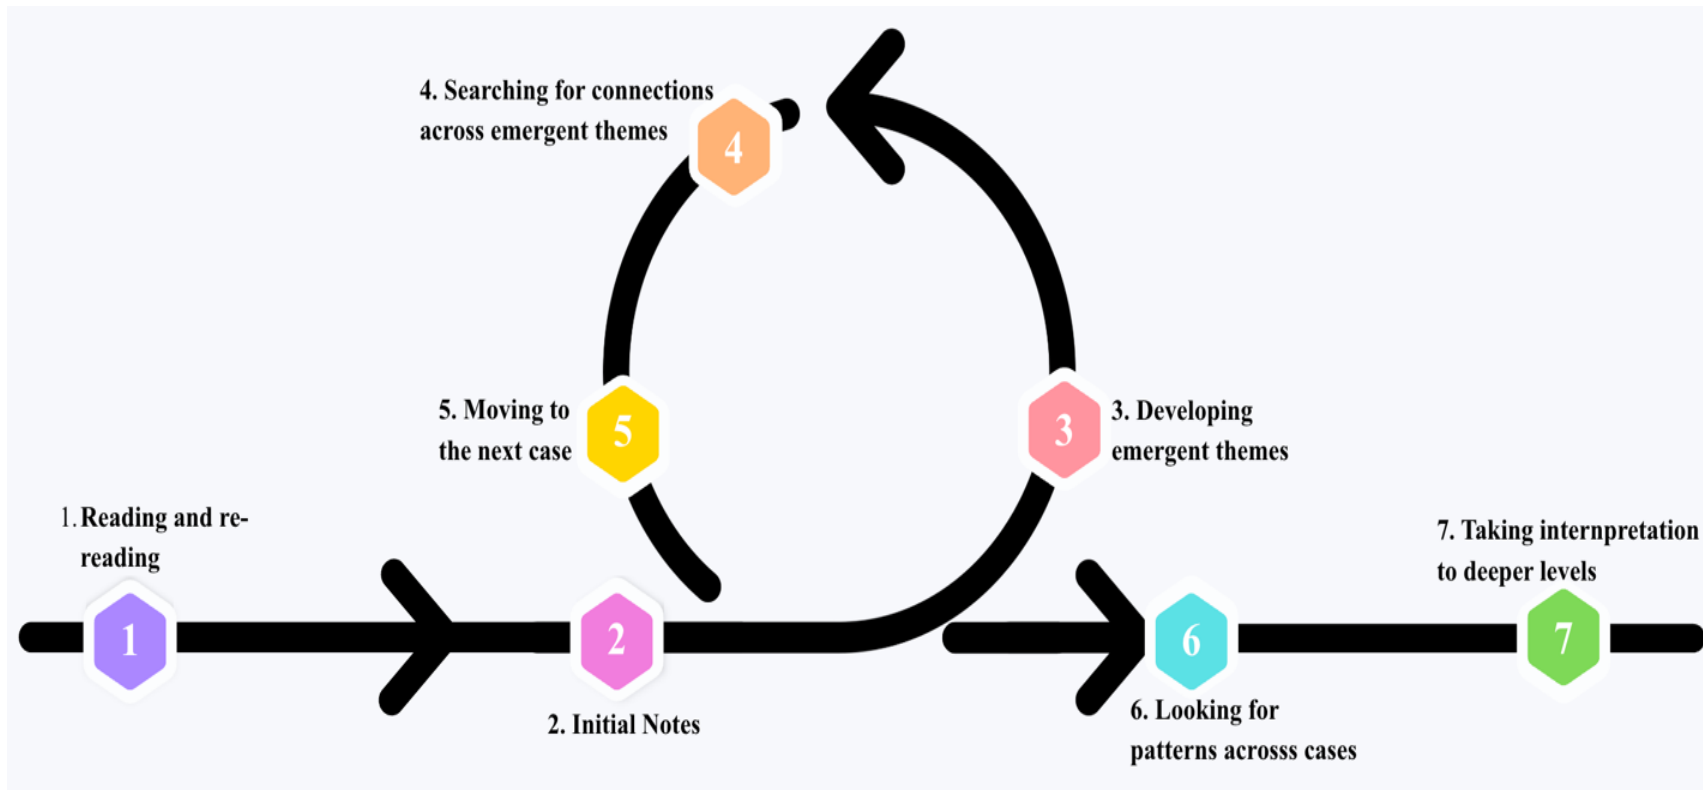 4. Searching for connections
across emergent themes
4
5. Moving to
the next case
5
3
3. Developing
emergent themes
1. Reading and re-
reading
1
2
2. Initial Notes
6
6. Looking for
patterns acrosss cases
7. Taking internpretation
to deeper levels
7